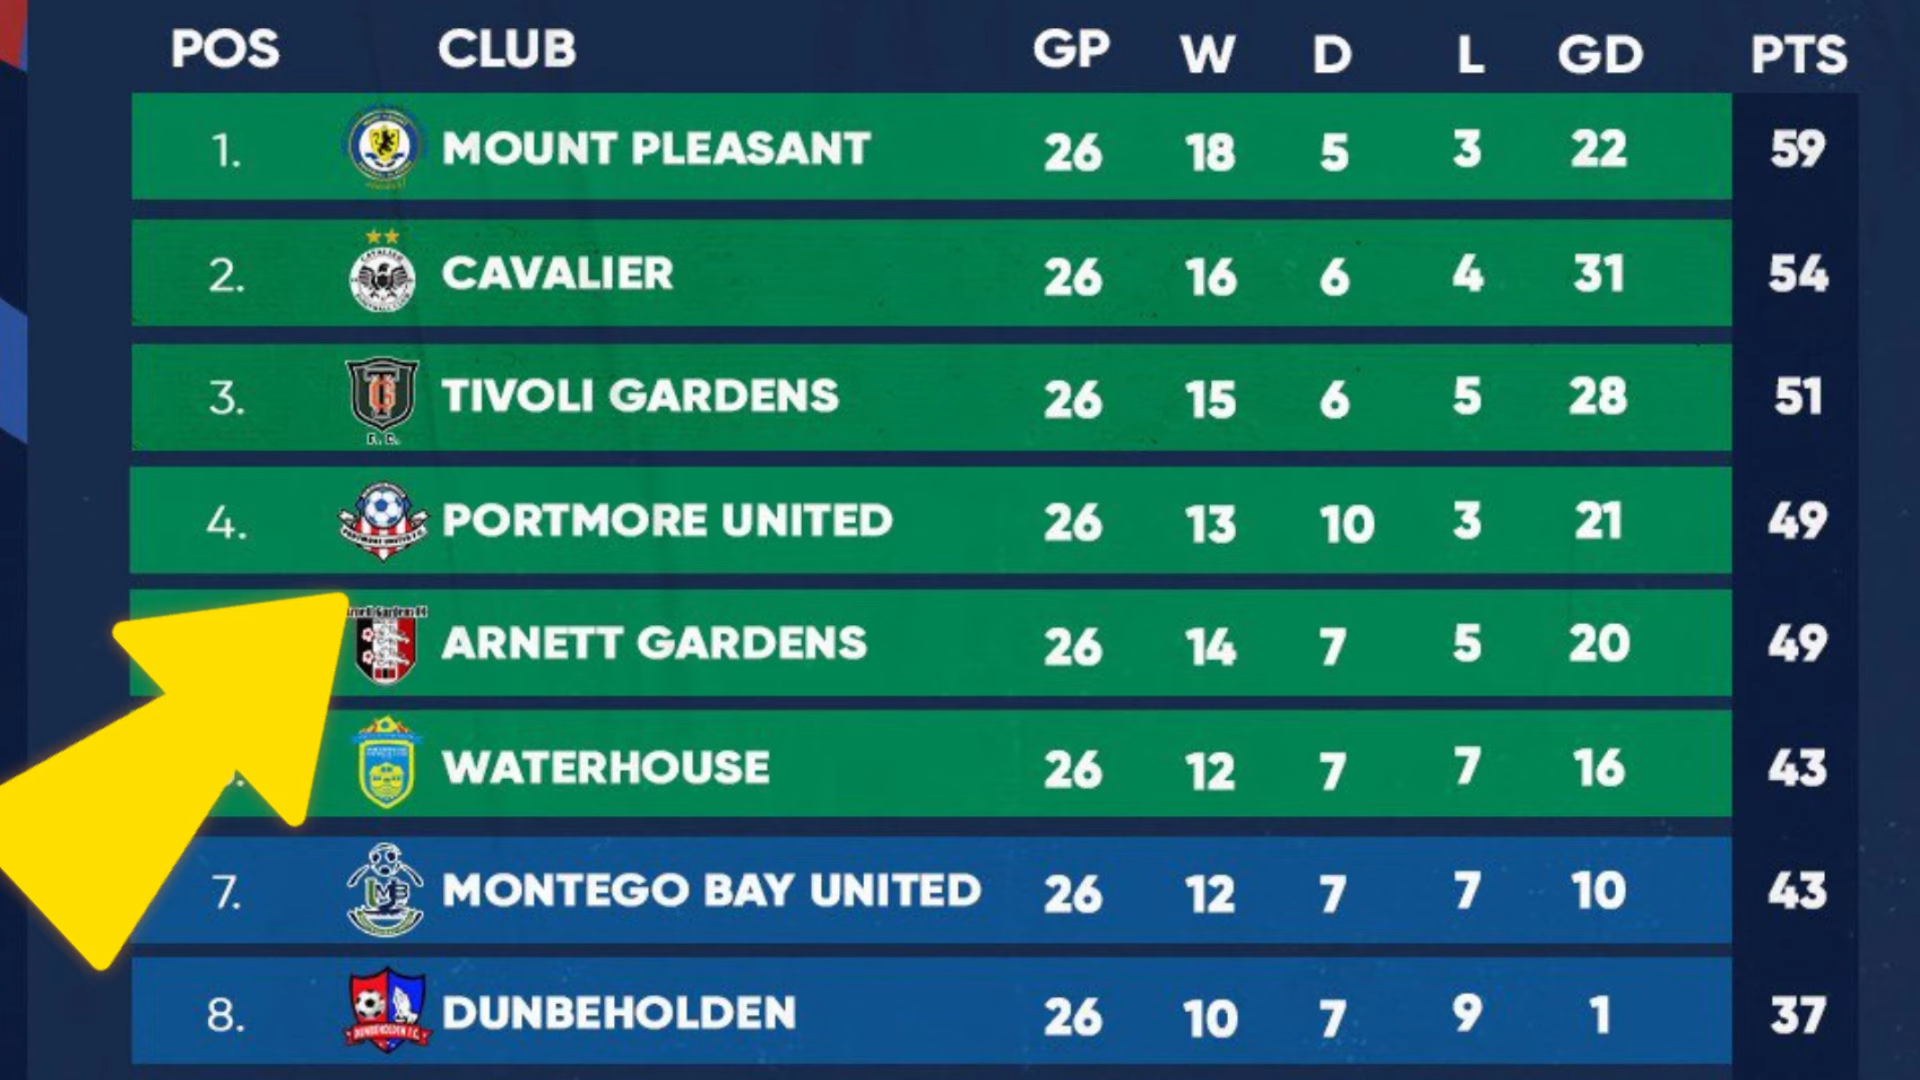 POS CLUB GP W D L GD PTS
1. MOUNT PLEASANT 26 18 5 3 22 59
2. CAVALIER 26 16 6 4 31 54
3. TIVOLI GARDENS 26 15 6 5 28 51
F.C.
4. PORTMORE UNITED 26 13 10 3 21 49
ARNETT GARDENS 26 14 7 5 20 49
WATERHOUSE 26 12 7 7 16 43
7. MONTEGO BAY UNITED 26 12 7 7 10 43
8. DUNBEHOLDEN 26 10 7 9 1 37